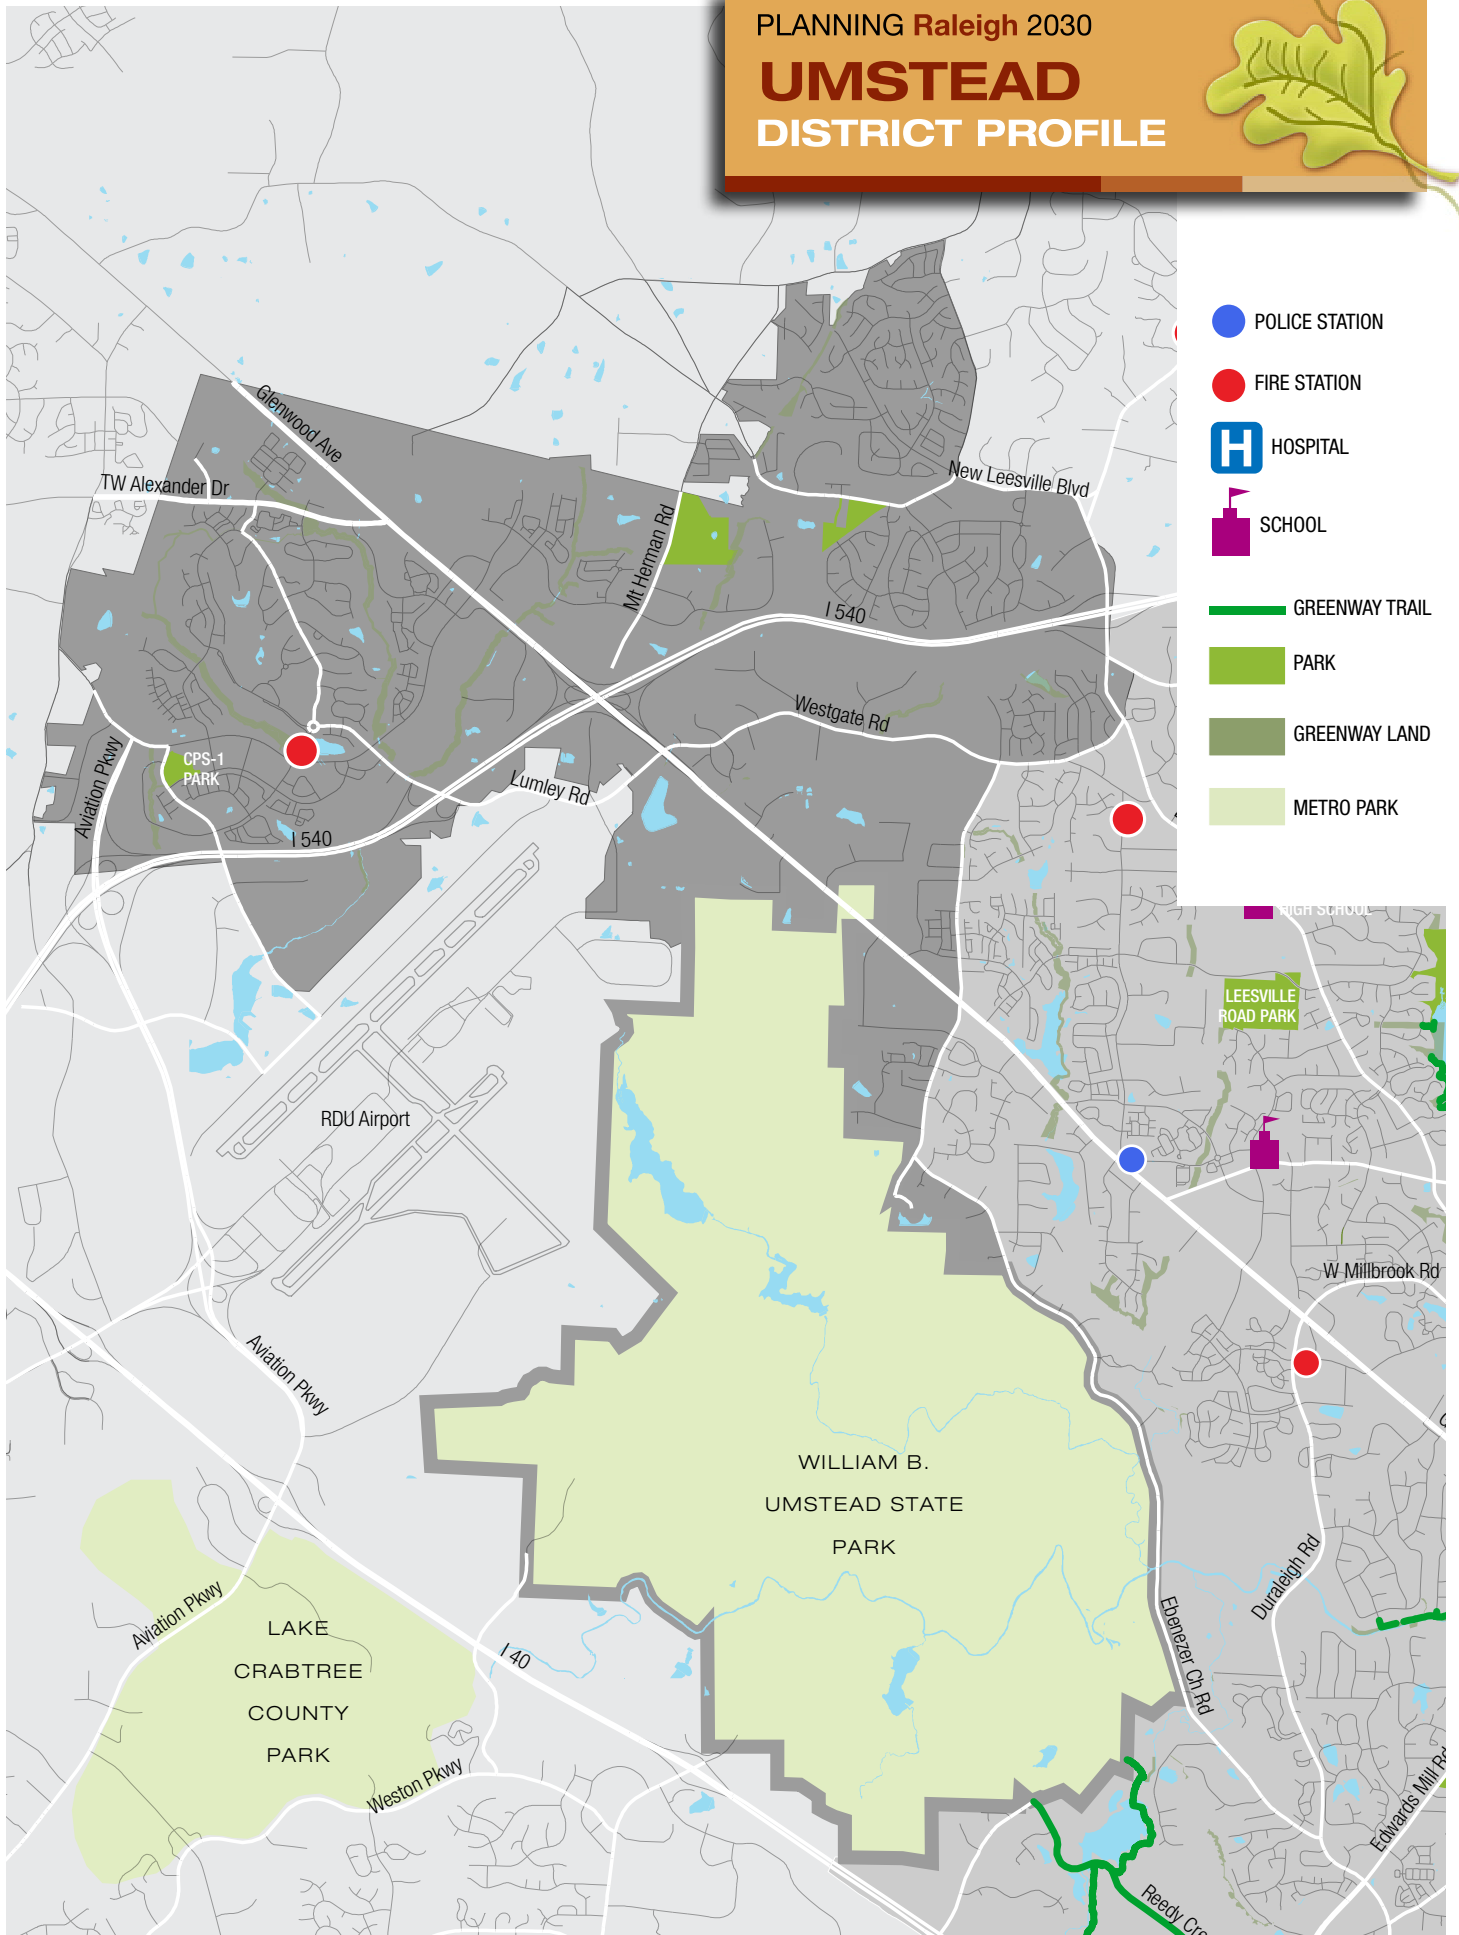 PLANNING Raleigh 2030
UMSTEAD
DISTRICT PROFILE
POLICE STATION
FIRE STATION
H HOSPITAL
SCHOOL
GREENWAY TRAIL
PARK
GREENWAY LAND
METRO PARK
Glenwood Ave
TW Alexander Dr
New Leesville Blvd
Mt Herman Rd
I 540
Westgate Rd
Aviation Pkwy
CPS-1
PARK
Lumley Rd
I 540
HIGH SCHOOL
LEESVILLE
ROAD PARK
RDU Airport
W Millbrook Rd
Aviation Pkwy
WILLIAM B.
UMSTEAD STATE
PARK
Duraleigh Rd
Aviation Pkwy
Ebenezer Ch Rd
LAKE
CRABTREE
COUNTY
PARK
I 40
Weston Pkwy
Edwards Mill Rd
Reedy Cre